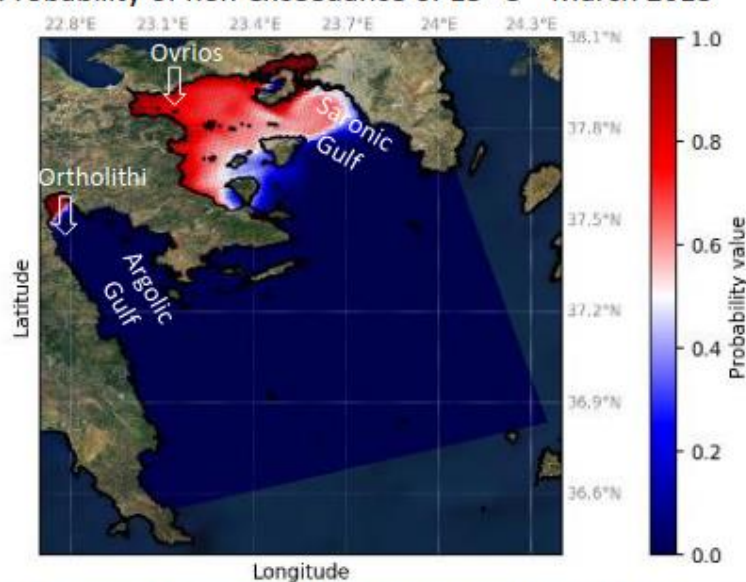 22.8°E 23.1°E 23.4°E 23.7°E 24°E 24.3°E
38.1°N
37.8°N
37.5°N
37.2°N
36.9°N
36.6°N
Ovrios
Saronic
Gulf
Ortholithi
Argolic
Gulf
Latitude
Longitude
1.0
0.8
0.6
0.4
0.2
0.0
Probability value